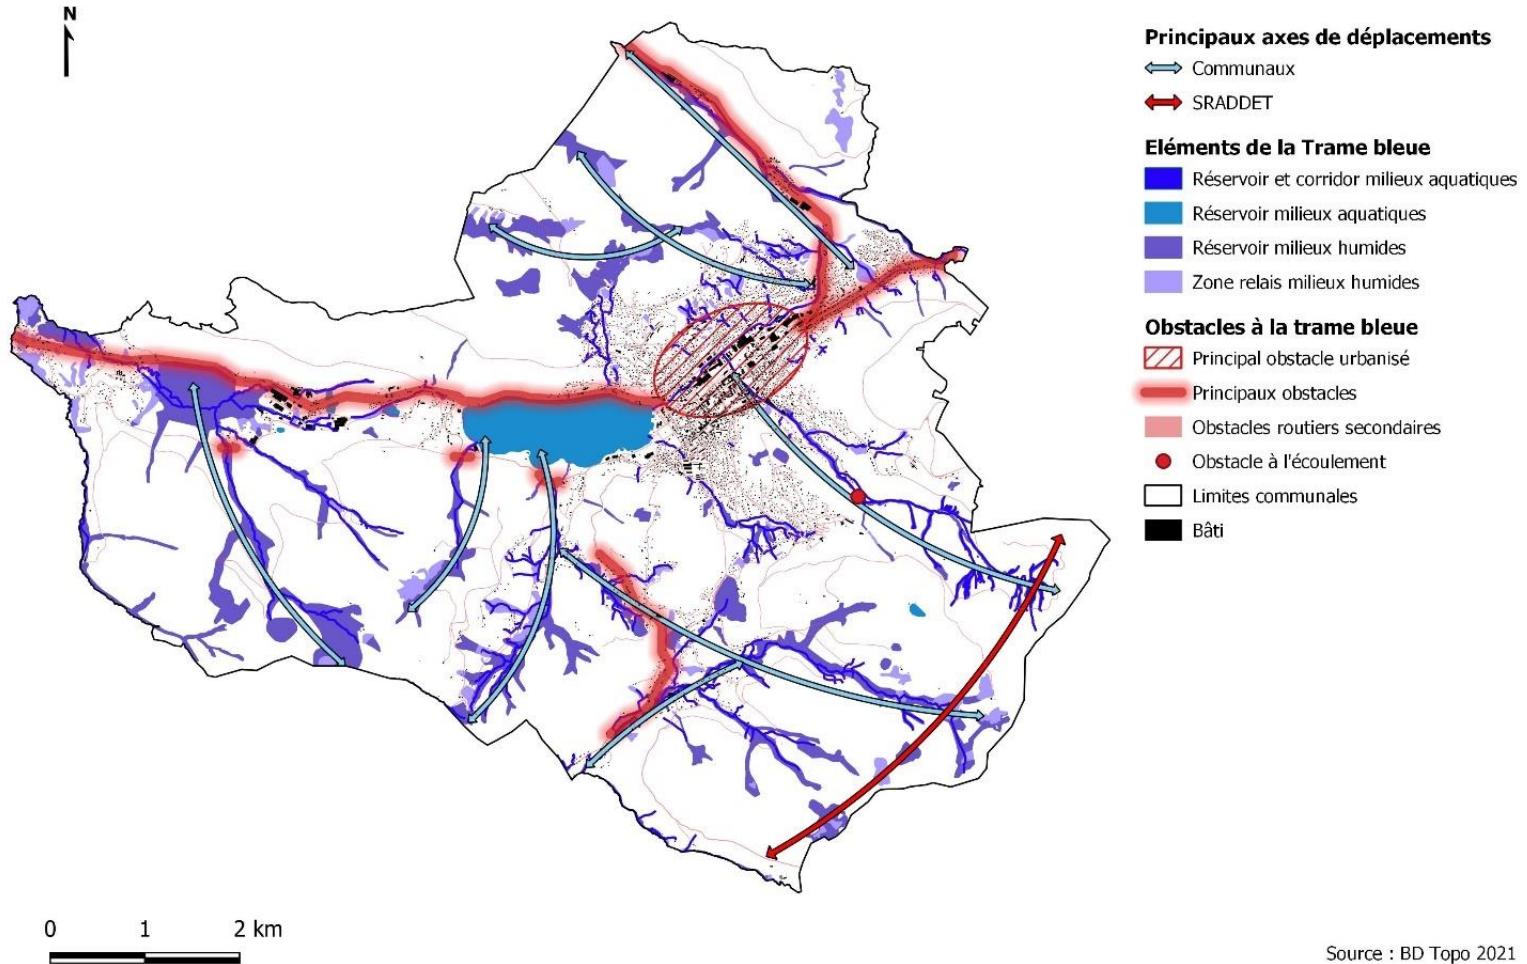 N
Principaux axes de déplacements
Communaux
SRADDET
Eléments de la Trame bleue
Réservoir et corridor milieux aquatiques
Réservoir milieux aquatiques
Réservoir milieux humides
Zone relais milieux humides
Obstacles à la trame bleue
Principal obstacle urbanisé
Principaux obstacles
Obstacles routiers secondaires
Obstacle à l'écoulement
Limites communales
Bâti
0 1 2 km
Source : BD Topo 2021